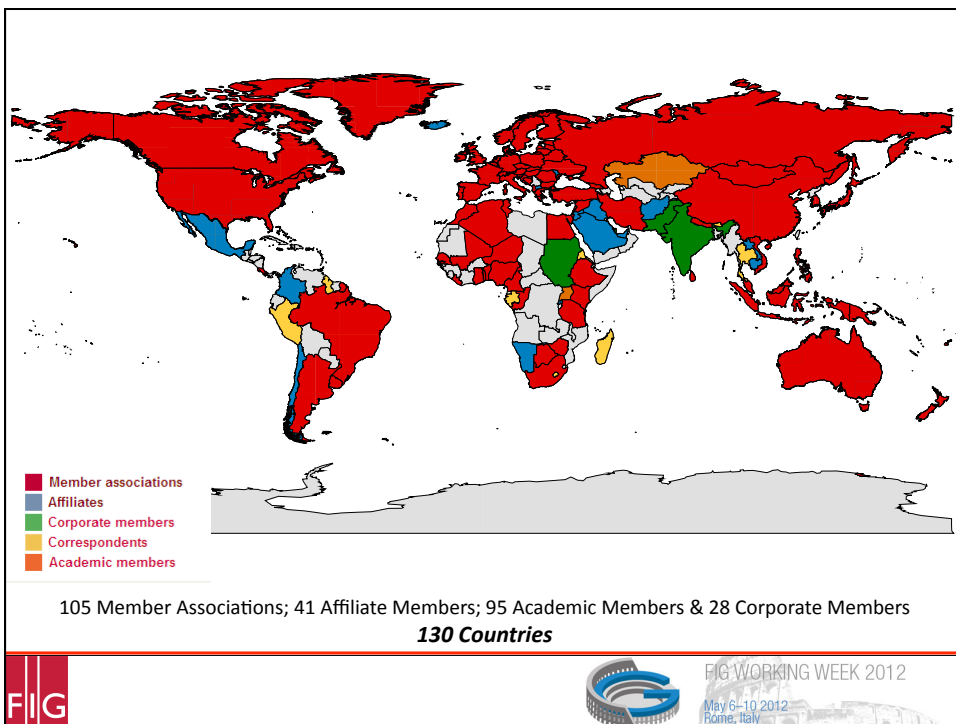 Member associations
Affiliates
Corporate members
Correspondents
Academic members
105 Member Associations; 41 Affiliate Members; 95 Academic Members & 28 Corporate Members
130 Countries
FIG
FIG WORKING WEEK 2012
May 6–10 2012
Rome, Italy